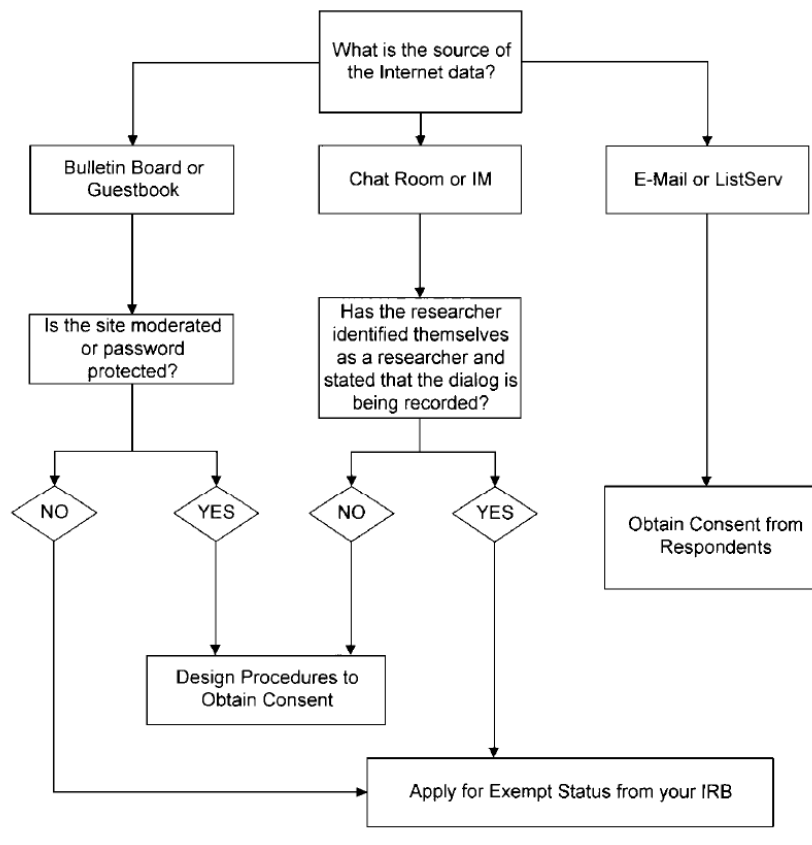 What is the source of
the Internet data?
Bulletin Board or
Guestbook
Chat Room or IM
E-Mail or ListServ
Is the site moderated
or password
protected?
Has the researcher
identified themselves
as a researcher and
stated that the dialog is
being recorded?
NO
YES
NO
YES
Obtain Consent from
Respondents
Design Procedures to
Obtain Consent
Apply for Exempt Status from your IRB